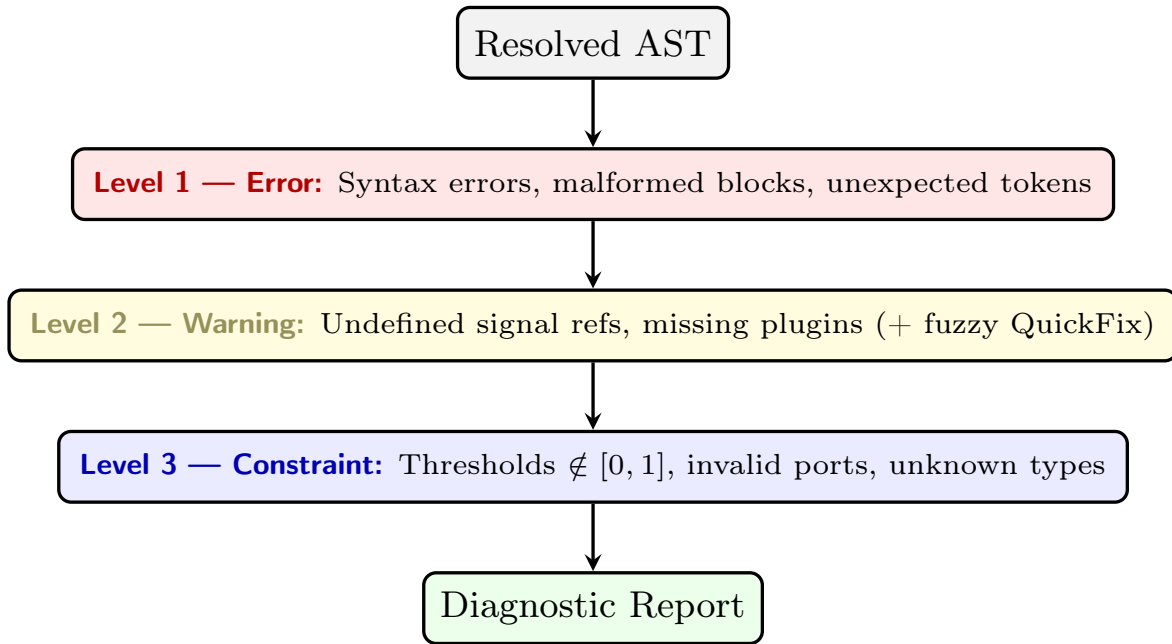 Resolved AST
Level 1 — Error: Syntax errors, malformed blocks, unexpected tokens
Level 2 — Warning: Undefined signal refs, missing plugins (+ fuzzy QuickFix)
Level 3 — Constraint: Thresholds ∉ [0, 1], invalid ports, unknown types
Diagnostic Report